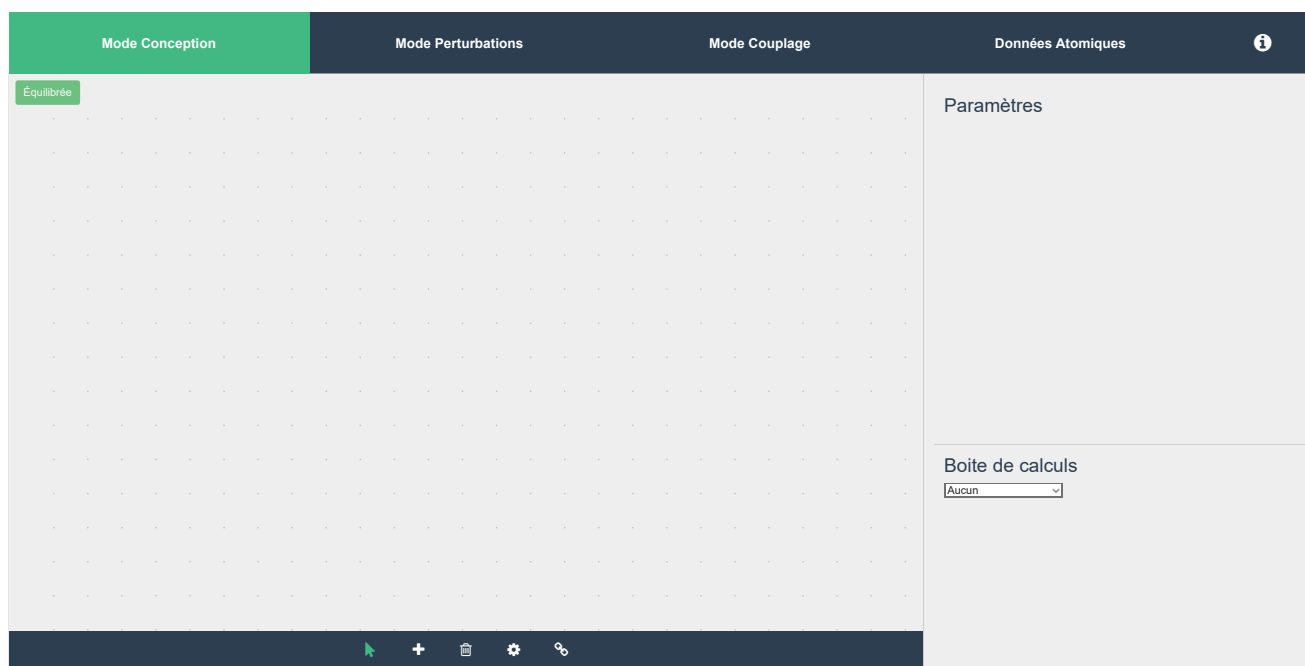 Mode Conception
Mode Perturbations
Mode Couplage
Données Atomiques
Équilibrée
Paramètres
Boite de calculs
Aucun